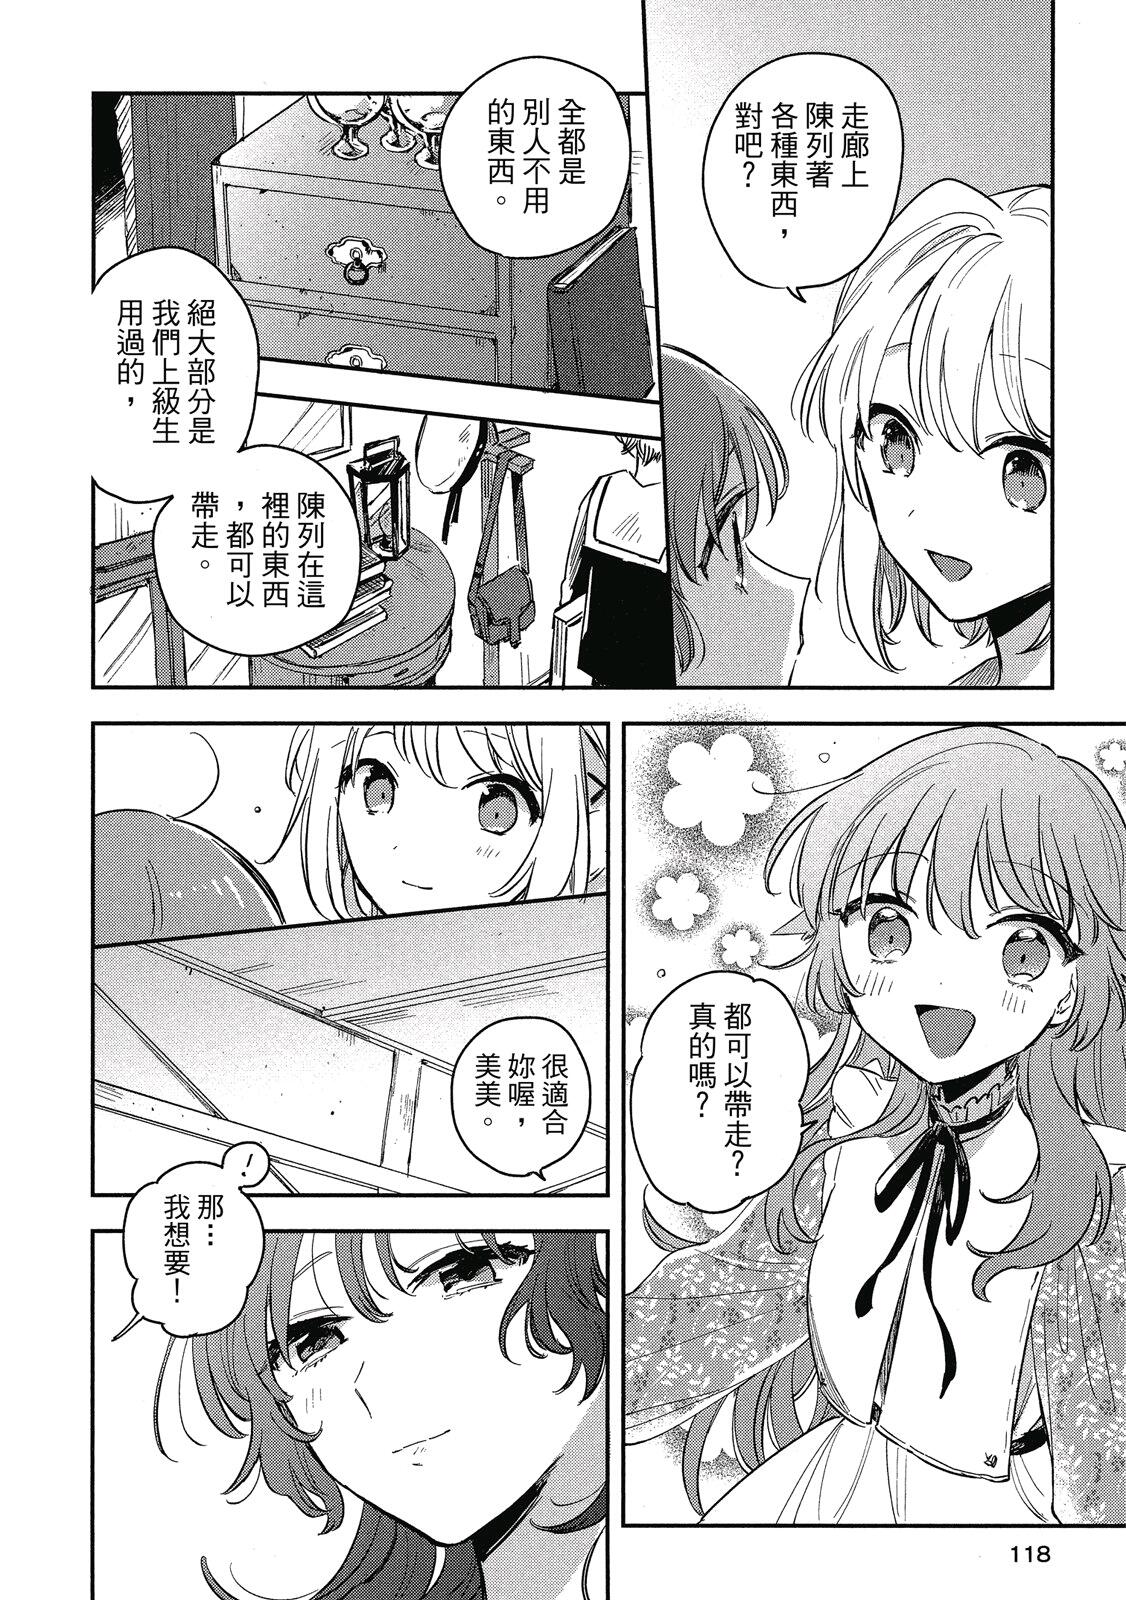 走廊上
陳列著
各種東西，
對吧？
全都是
別人不用
的東西。
絕大部分是
我們上級生
用過的，
陳列在這
裡的東西
，都可以
帶走。
都可以帶走？
真的嗎？
很適合
妳喔，
美美。
！
那…
我想要！
118